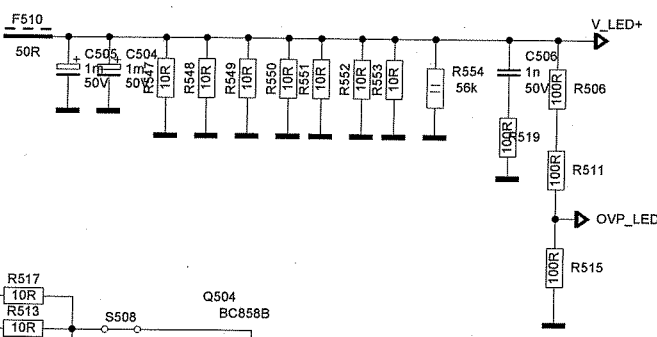 F510
50R
V_LED+
C505
1m
50V
C504
1m
50V
R547
10R
R548
10R
R549
10R
R550
10R
R551
10R
R552
10R
R553
10R
R554
56k
C506
1n
50V
100R
R519
100R
R506
100R
R511
OVP_LED
100R
R515
R517
10R
R513
10R
S508
Q504
BC858B